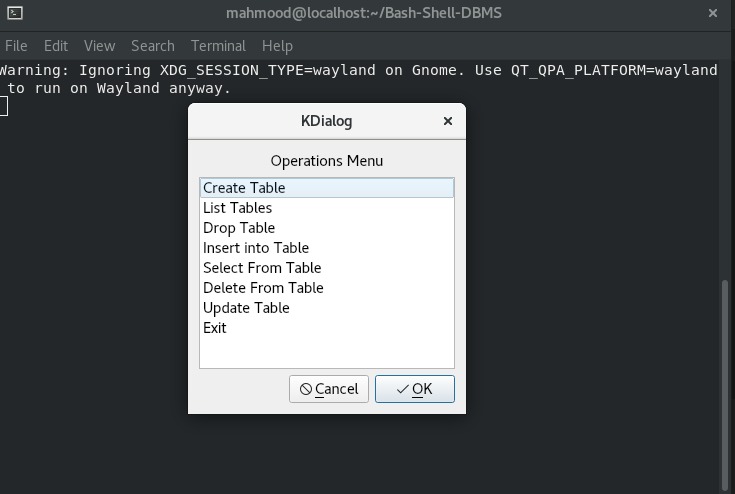 mahmood@localhost:~/Bash-Shell-DBMS
File Edit View Search Terminal Help
Warning: Ignoring XDG_SESSION_TYPE=wayland on Gnome. Use QT_QPA_PLATFORM=wayland
to run on Wayland anyway.
KDialog
Operations Menu
Create Table
List Tables
Drop Table
Insert into Table
Select From Table
Delete From Table
Update Table
Exit
Cancel OK